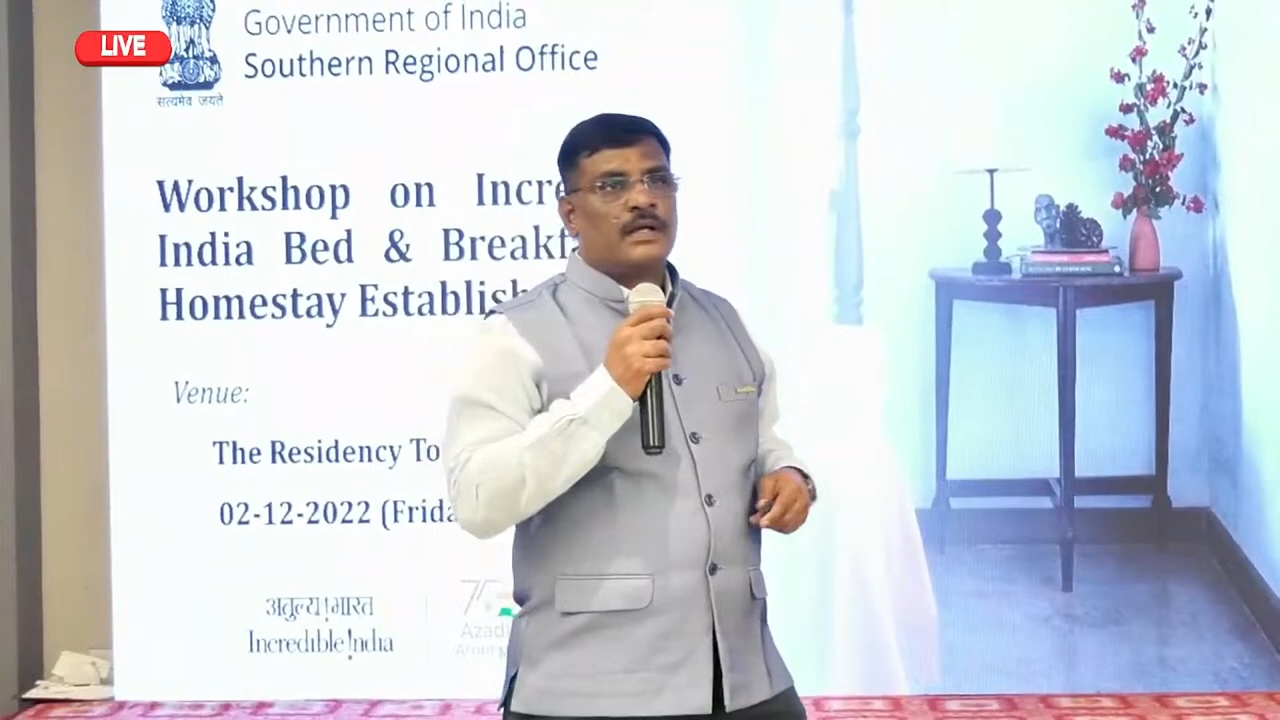 LIVE
Government of India
Southern Regional Office
सत्यमेव जयते
Workshop on Incre
India Bed & Breakf
Homestay Establish
Venue:
The Residency To
02-12-2022 (Frida
अतुल्य!भारत
Incredible!ndia
Azad